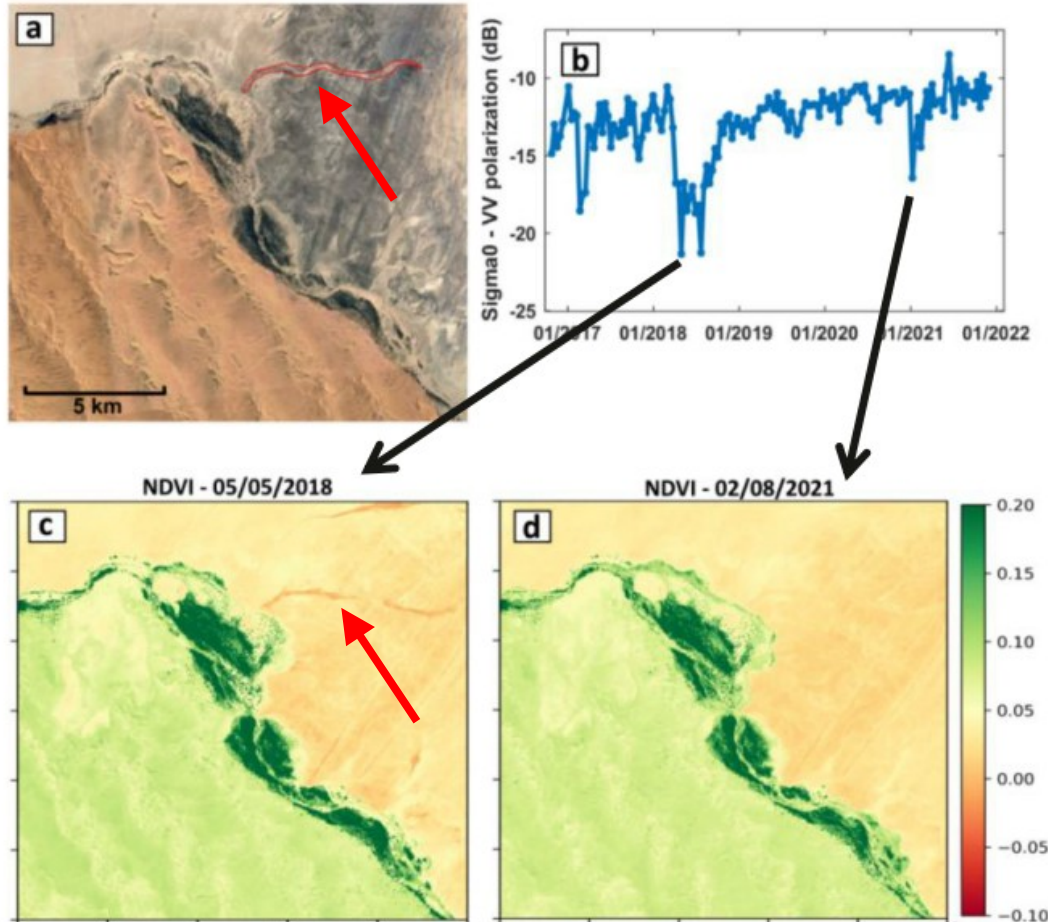 a
5 km
b
Sigma0 - VV polarization (dB)
-10
-15
-20
-25
01/2017 01/2018 01/2019 01/2020 01/2021 01/2022
NDVI - 05/05/2018
c
NDVI - 02/08/2021
d
0.20
0.15
0.10
0.05
0.00
−0.05
−0.10